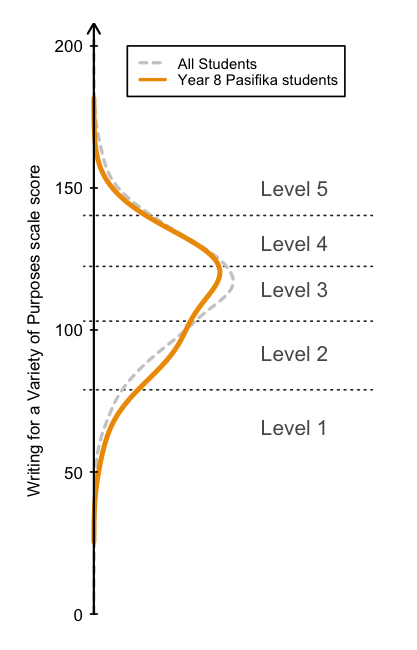 200
All Students
Year 8 Pasifika students
150
Level 5
Level 4
Level 3
100
Level 2
Level 1
50
0
Writing for a Variety of Purposes scale score